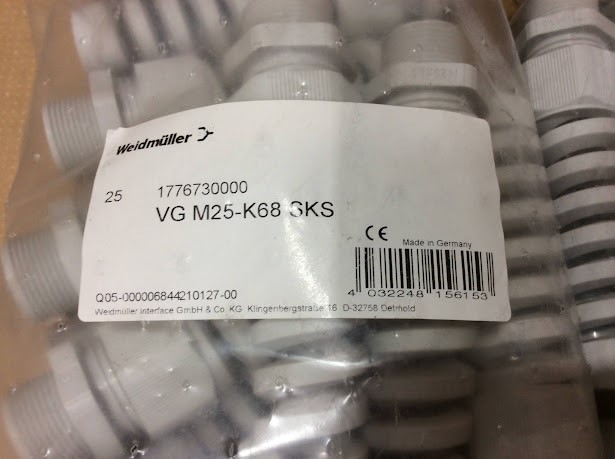 Weidmüller
25 1776730000
VG M25-K68 SKS
CE
Made in Germany
4 032248 156153
Q05-000006844210127-00
Weidmüller Interface GmbH & Co. KG Klingenbergstraße 16 D-32758 Detmold